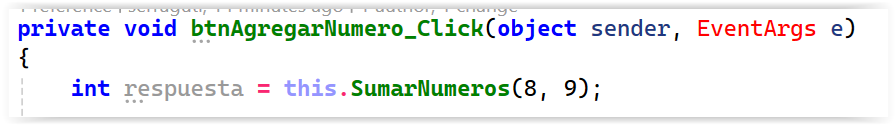 private void btnAgregarNumero_Click(object sender, EventArgs e)
{
int respuesta = this.SumarNumeros(8, 9);